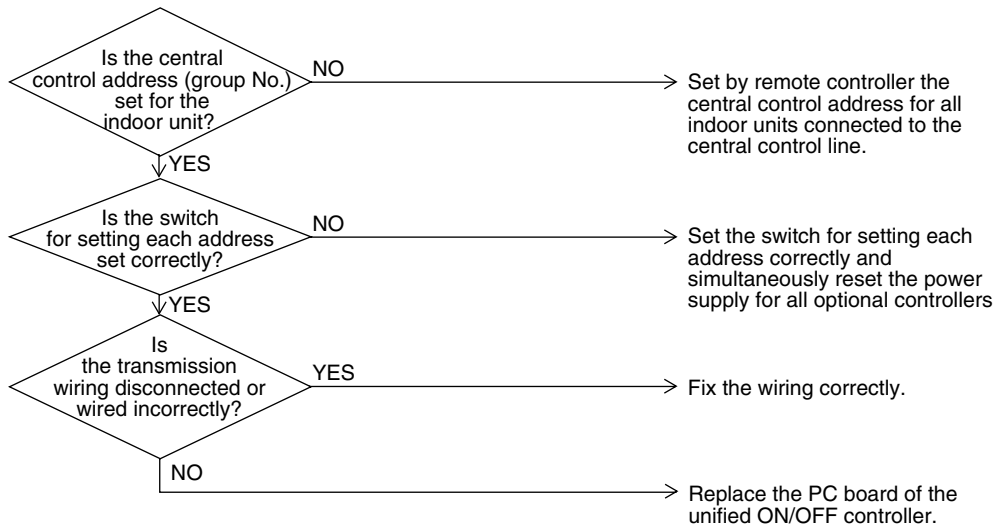 Is the central
control address (group No.)
set for the
indoor unit?
NO
Set by remote controller the
central control address for all
indoor units connected to the
central control line.
YES
Is the switch
for setting each address
set correctly?
NO
Set the switch for setting each
address correctly and
simultaneously reset the power
supply for all optional controllers
YES
Is
the transmission
wiring disconnected or
wired incorrectly?
YES
Fix the wiring correctly.
NO
Replace the PC board of the
unified ON/OFF controller.